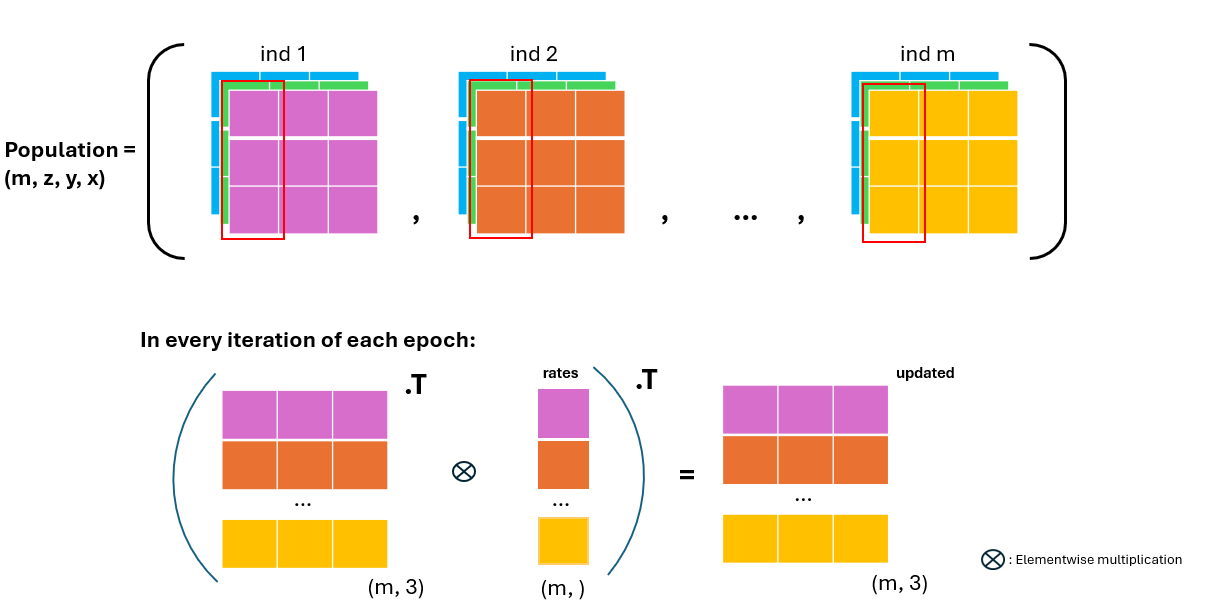 ind 1
ind 2
ind m
Population =
(m, z, y, x)
, , ... ,
In every iteration of each epoch:
.T
rates
.T
updated
=
... ... ...
(m, 3)
(m, )
(m, 3)
: Elementwise multiplication